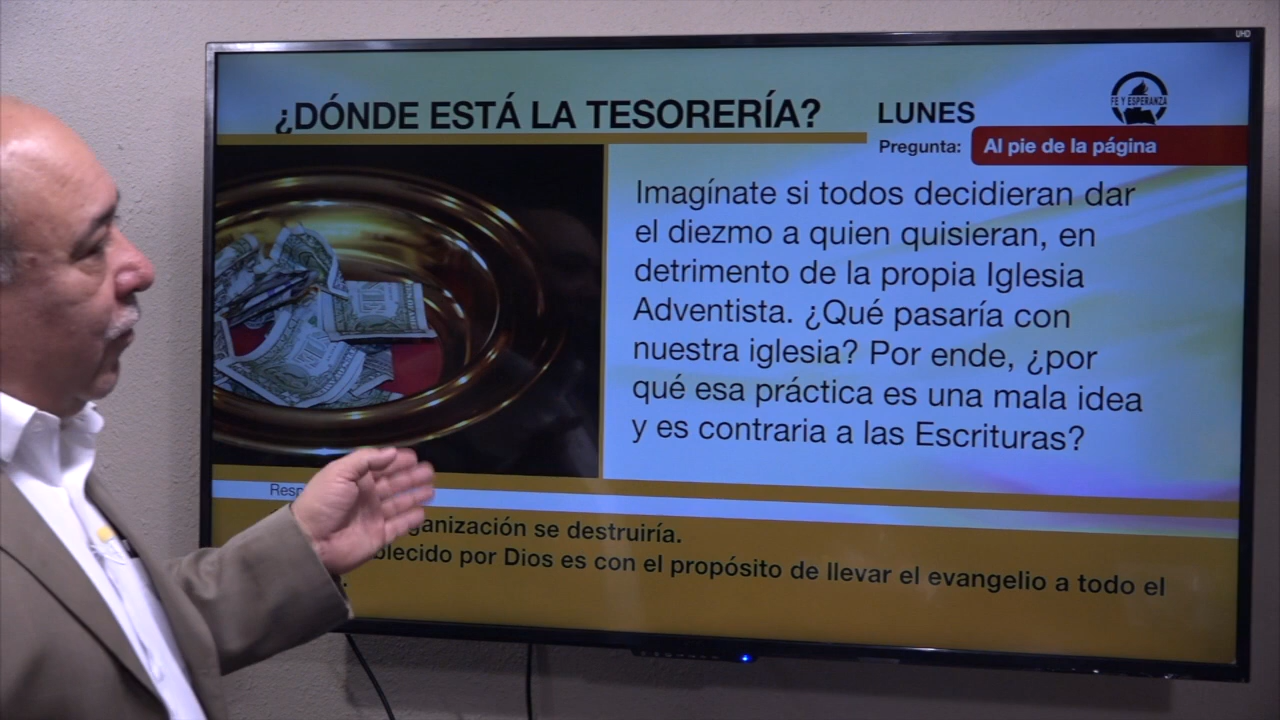 UHD
¿DÓNDE ESTÁ LA TESORERÍA?
LUNES
FE Y ESPERANZA
Pregunta:
Al pie de la página
Imagínate si todos decidieran dar
el diezmo a quien quisieran, en
detrimento de la propia Iglesia
Adventista. ¿Qué pasaría con
nuestra iglesia? Por ende, ¿por
qué esa práctica es una mala idea
y es contraria a las Escrituras?
se destruiría.
por Dios es con el propósito de llevar el evangelio a todo el